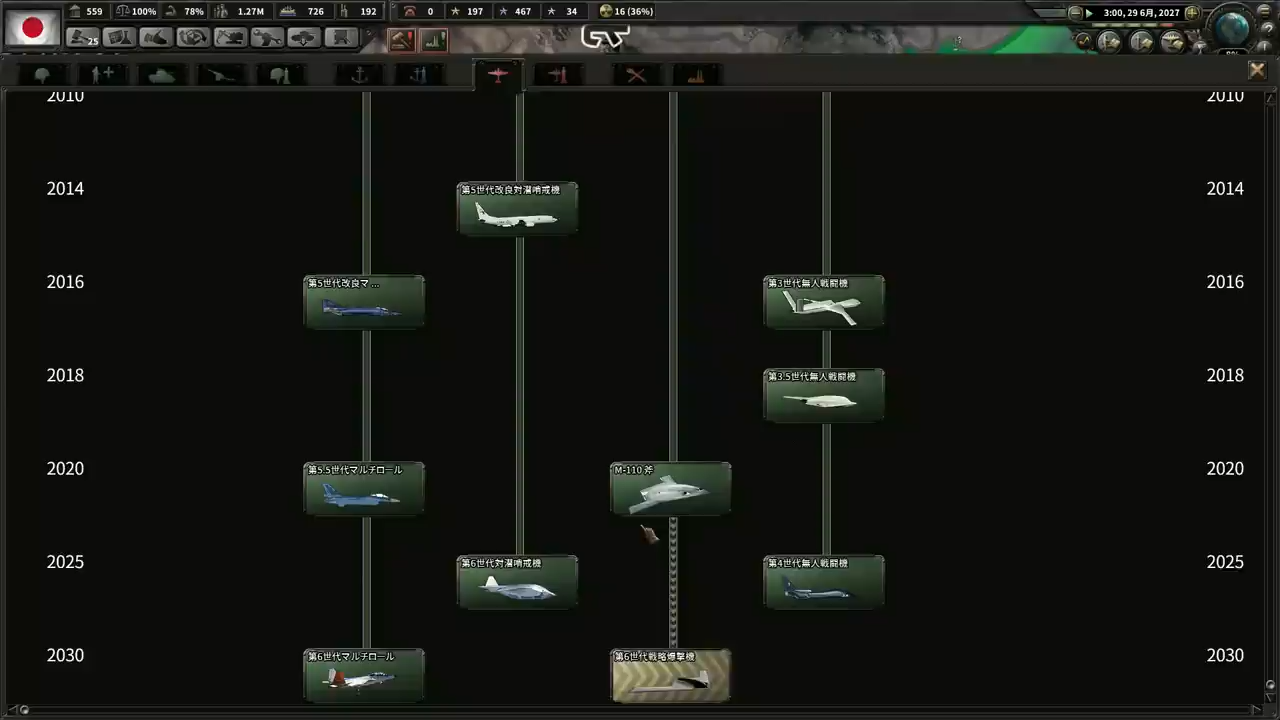 559 100% 78% 1.27M 726 192 0 197 467 34 16 (36%) 3:00, 29 6月, 2027
25
2010 2010
2014 第5世代改良対潜哨戒機 2014
2016 第5世代改良マ ... 第3世代無人戦闘機 2016
2018 第3.5世代無人戦闘機 2018
2020 第5.5世代マルチロール M-110 斧 2020
2025 第6世代対潜哨戒機 第4世代無人戦闘機 2025
2030 第6世代マルチロール 第6世代戦略爆撃機 2030